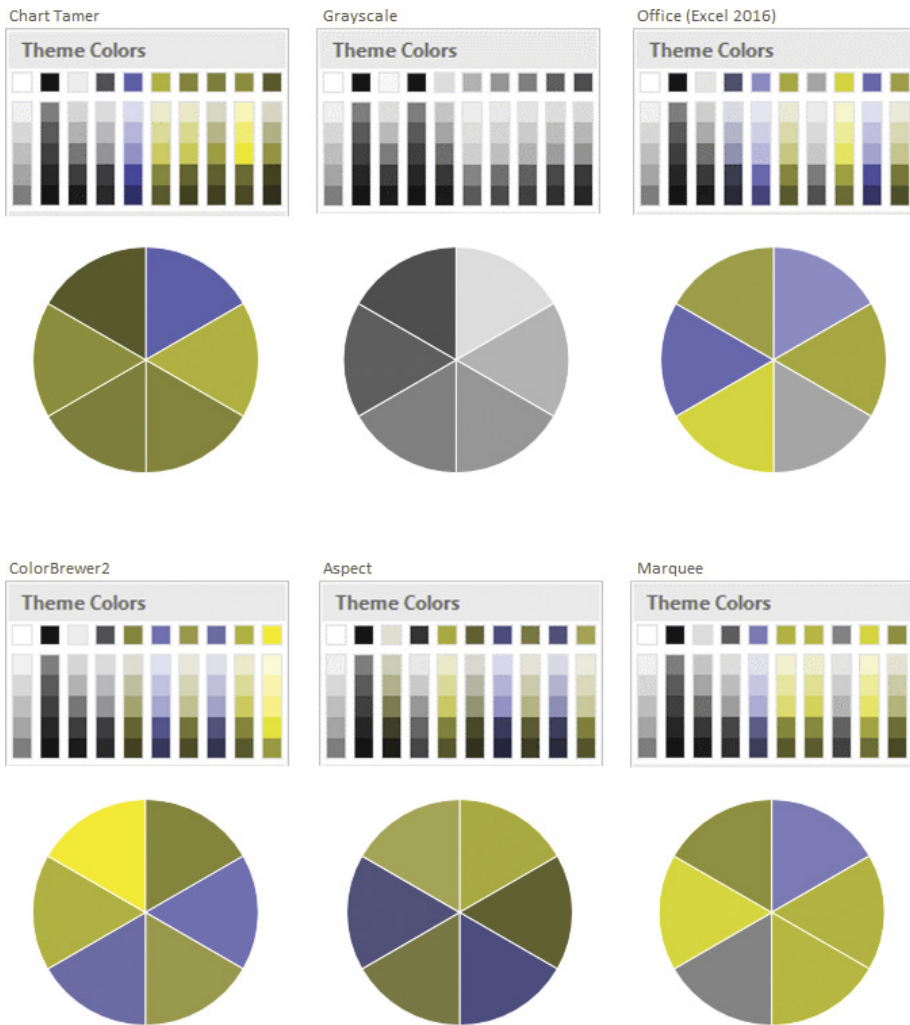 Chart Tamer
Grayscale
Office (Excel 2016)
Theme Colors
Theme Colors
Theme Colors
ColorBrewer2
Aspect
Marquee
Theme Colors
Theme Colors
Theme Colors